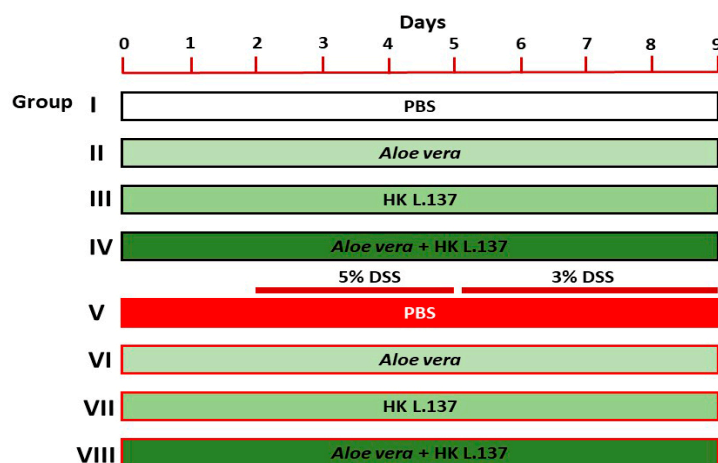 Days
0 1 2 3 4 5 6 7 8 9
Group I PBS
II Aloe vera
III HK L.137
IV Aloe vera + HK L.137
5% DSS 3% DSS
V PBS
VI Aloe vera
VII HK L.137
VIII Aloe vera + HK L.137